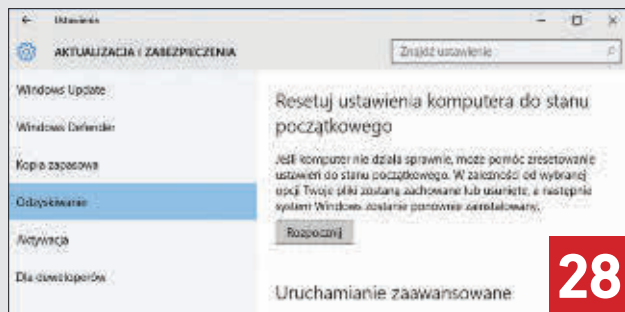 Ustawienia
AKTUALIZACJA I ZABEZPIECZENIA
Znajdź ustawienie
Windows Update
Windows Defender
Kopia zapasowa
Odzyskiwanie
Aktywacja
Dla deweloperów
Resetuj ustawienia komputera do stanu
początkowego
Jeśli komputer nie działa sprawnie, może pomóc zresetowanie
ustawień do stanu początkowego. W zależności od wybranej
opcji Twoje pliki zostaną zachowane lub usunięte, a następnie
system Windows zostanie ponownie zainstalowany.
Rozpocznij
Uruchamianie zaawansowane
28